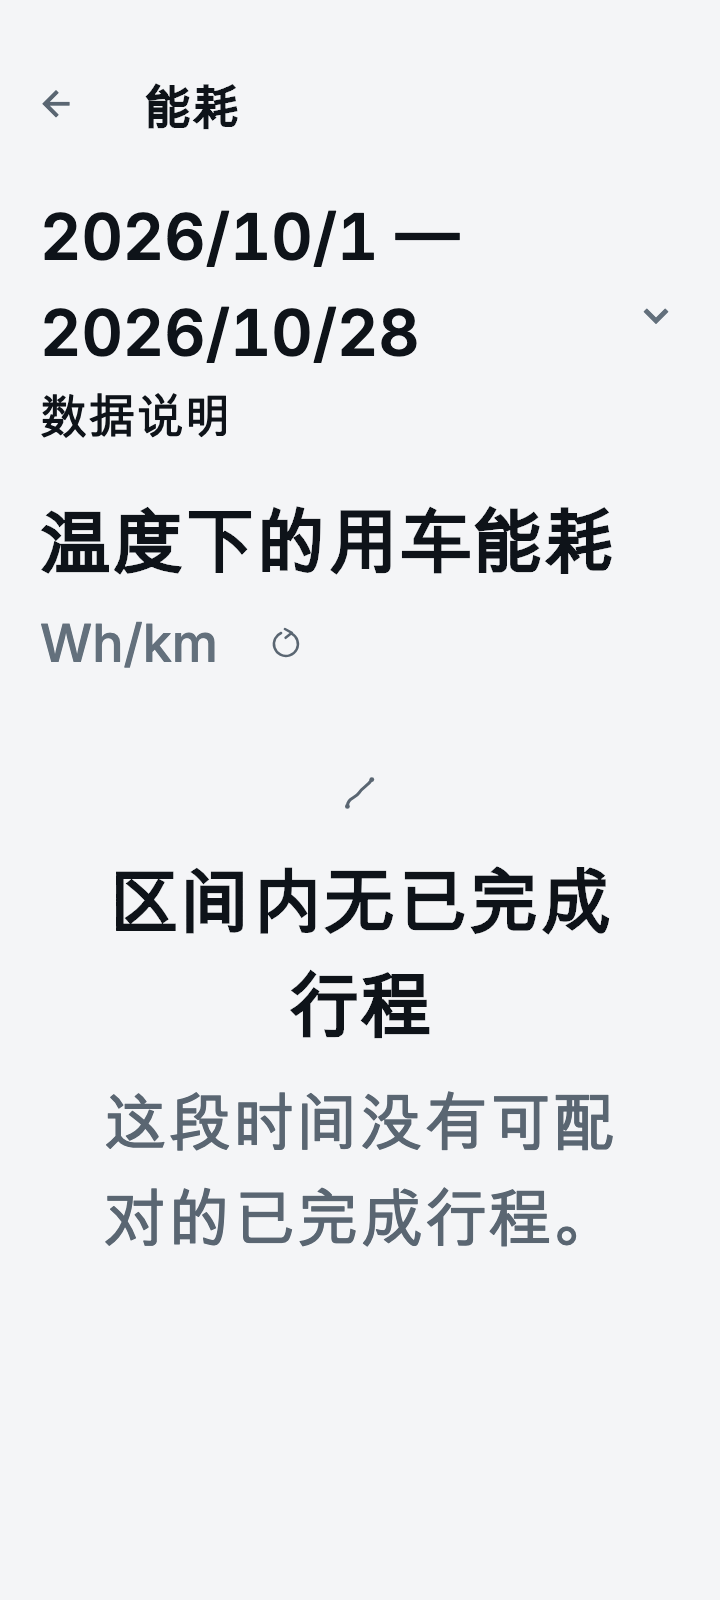 能耗
2026/10/1 —
2026/10/28
数据说明
温度下的用车能耗
Wh/km
区间内无已完成
行程
这段时间没有可配
对的已完成行程。